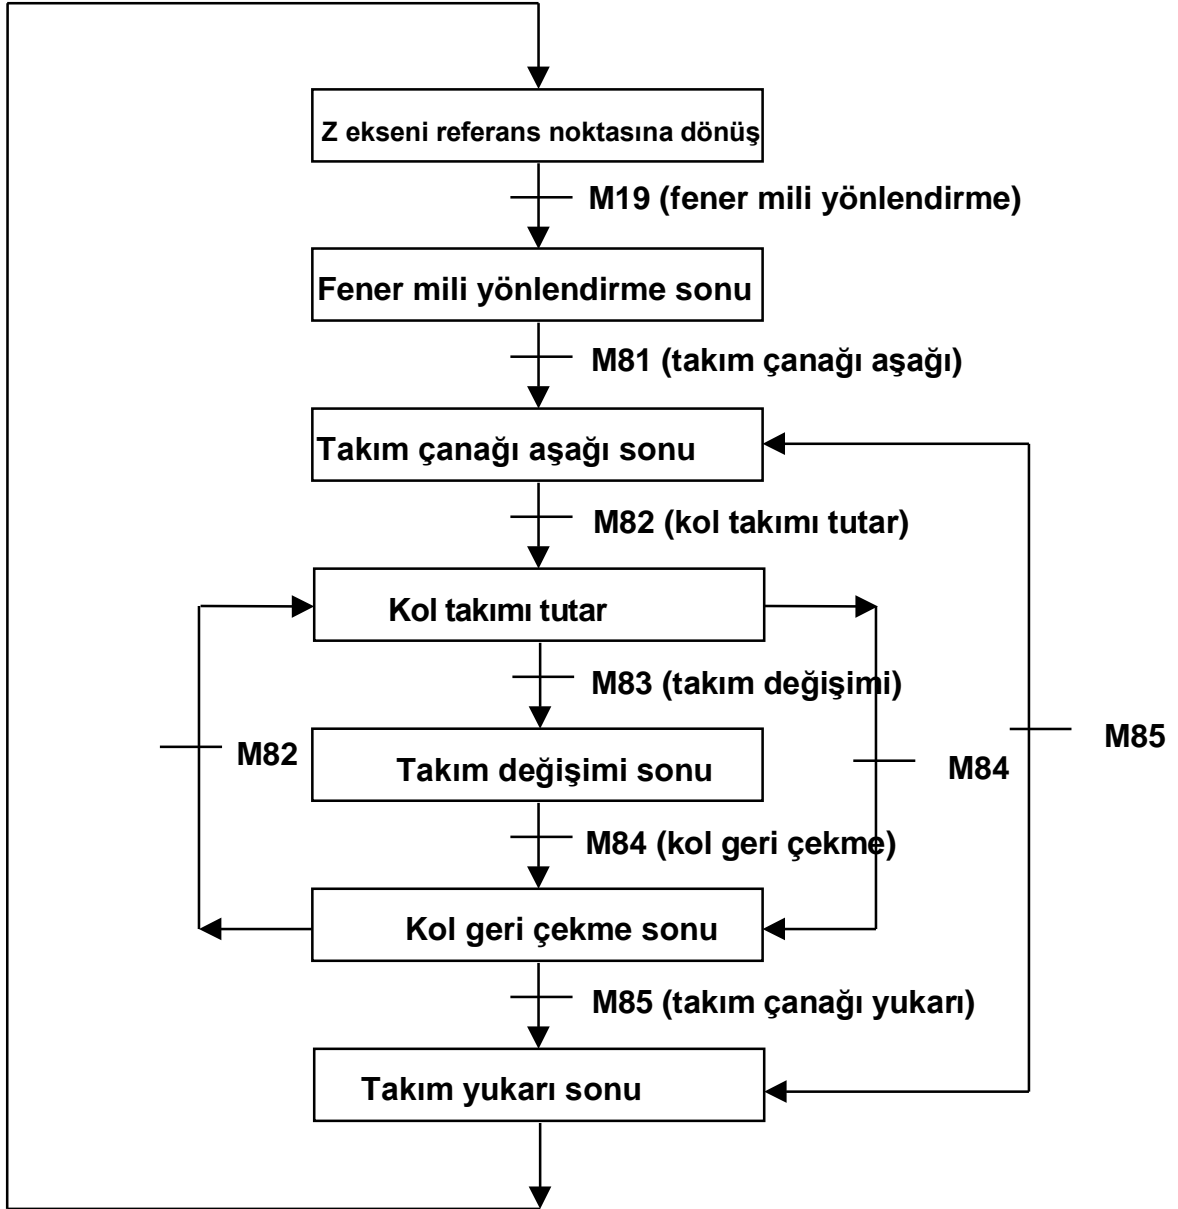 Z ekseni referans noktasına dönüş
M19 (fener mili yönlendirme)
Fener mili yönlendirme sonu
M81 (takım çanağı aşağı)
Takım çanağı aşağı sonu
M82 (kol takımı tutar)
Kol takımı tutar
M83 (takım değişimi)
M82
Takım değişimi sonu
M84
M85
M84 (kol geri çekme)
Kol geri çekme sonu
M85 (takım çanağı yukarı)
Takım yukarı sonu